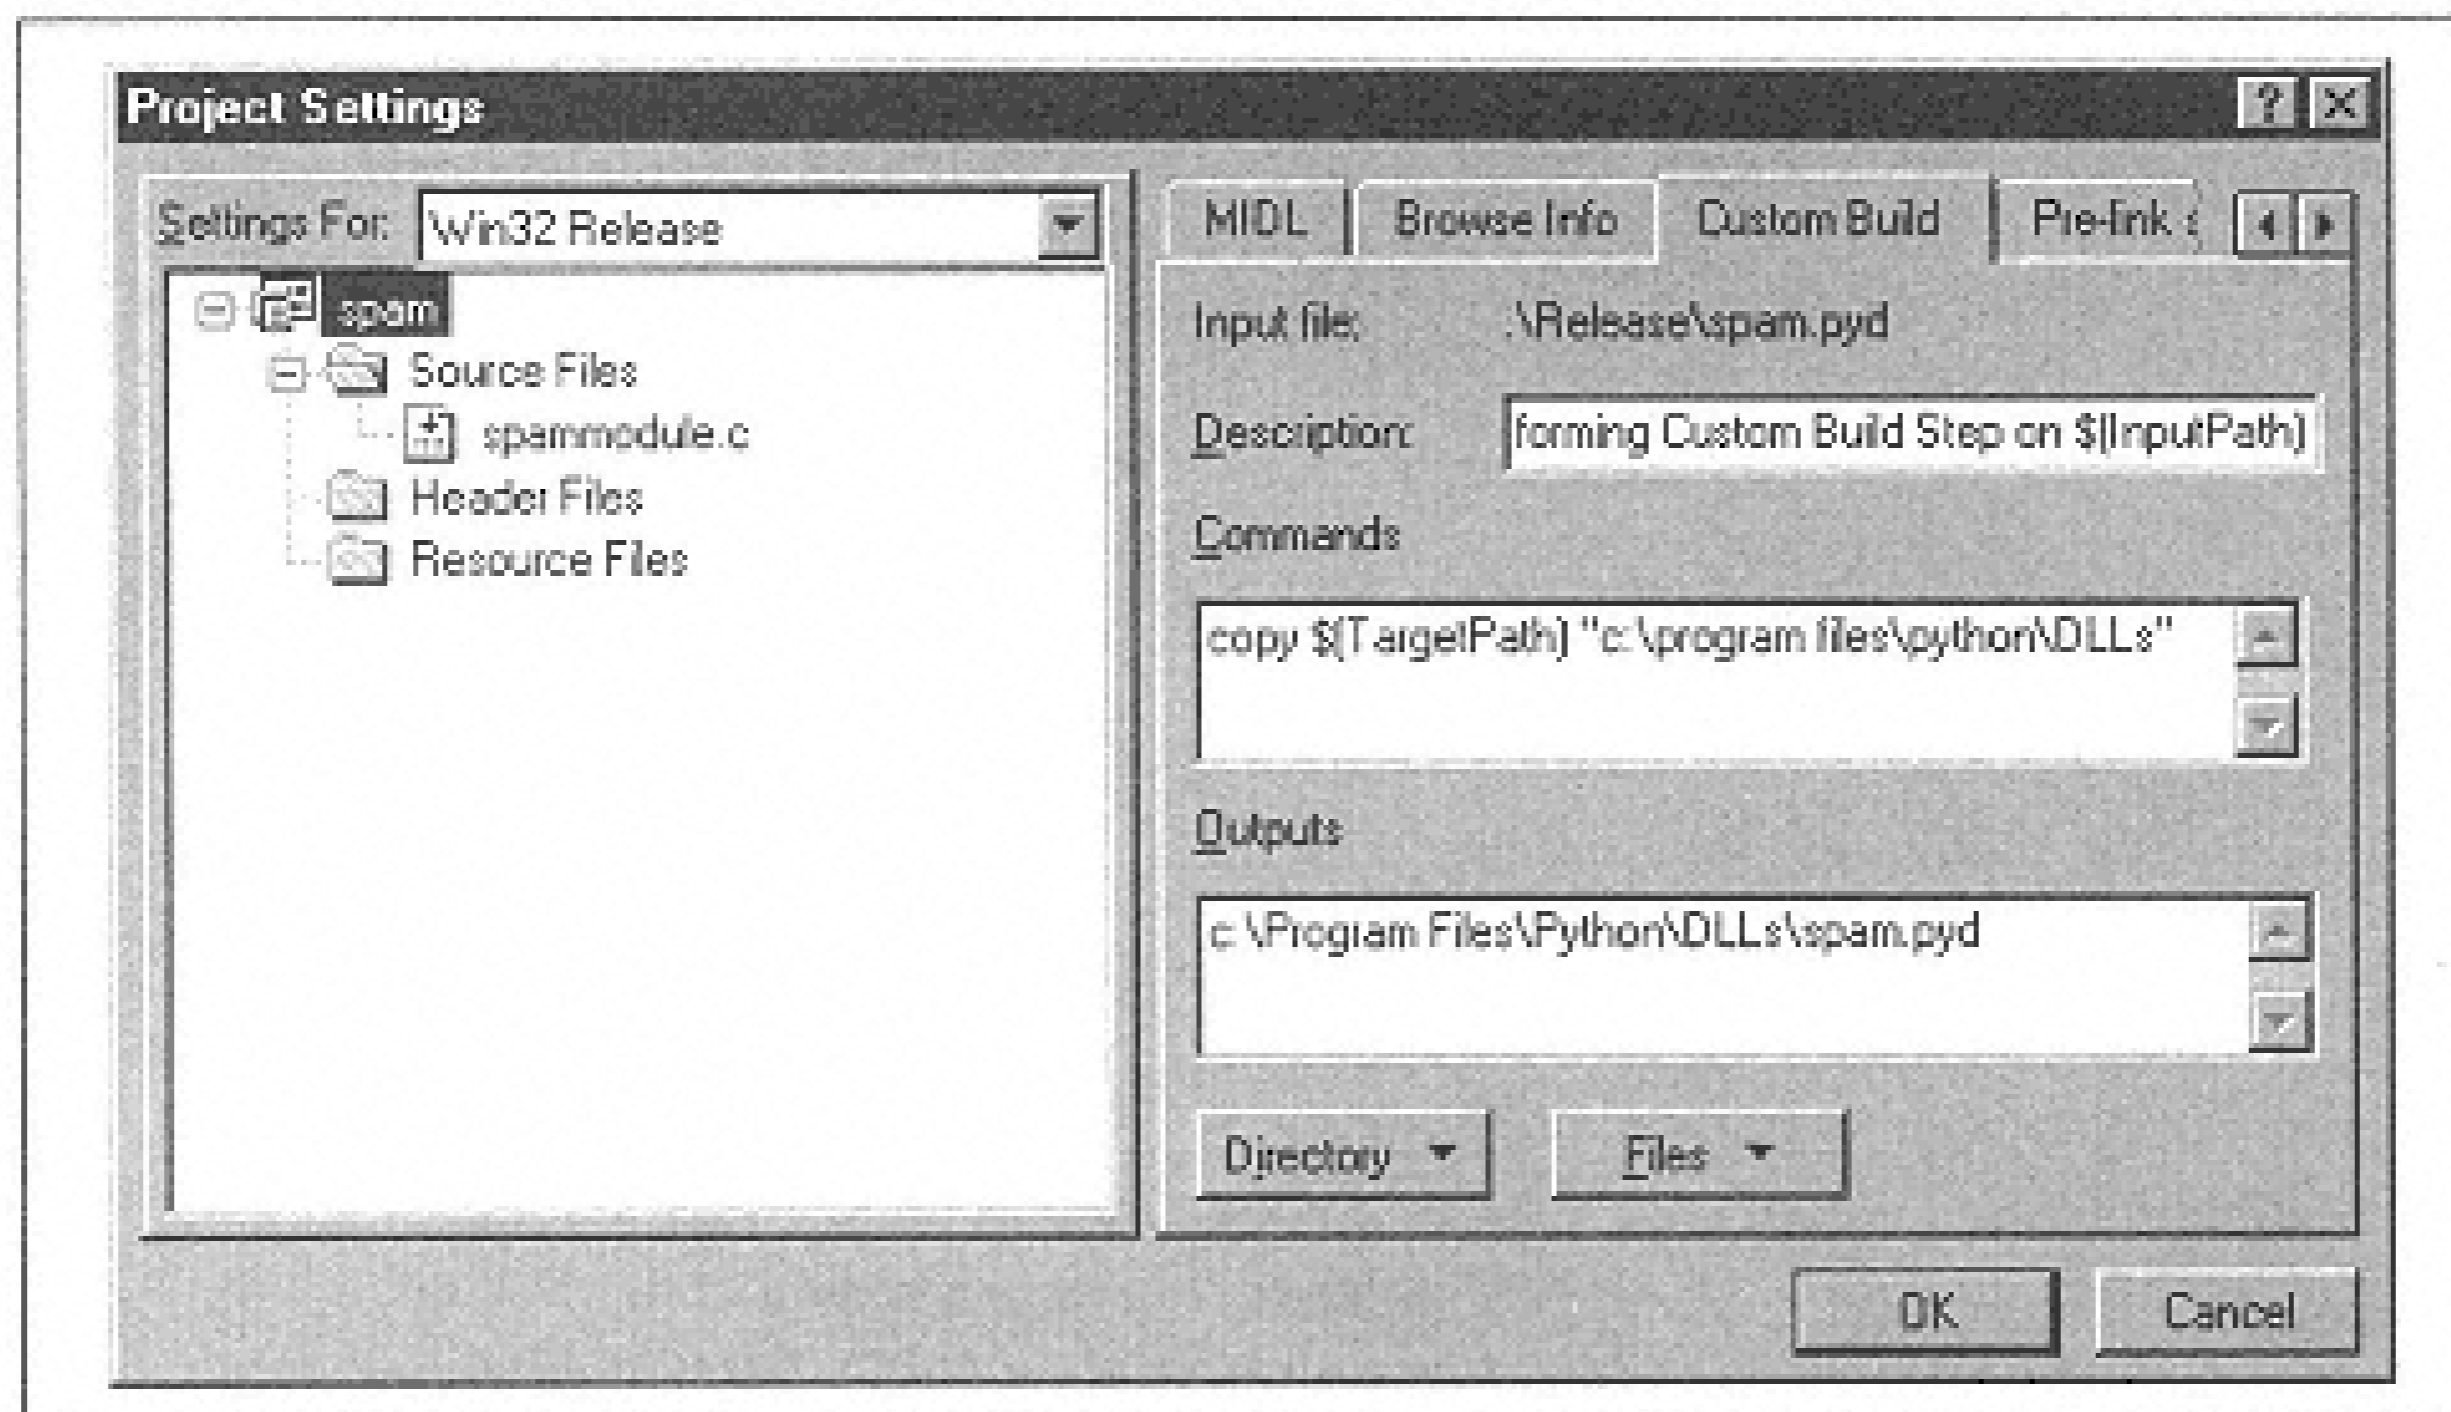 Project Settings
Settings For: Win32 Release
spam
Source Files
spammodule.c
Header Files
Resource Files
MIDL Browse Info Custom Build Pre-link
Input file: .\Release\spam.pyd
Description: forming Custom Build Step on $(InputPath)
Commands
copy $(TargetPath) "c:\program files\python\DLLs"
Outputs
c:\Program Files\Python\DLLs\spam.pyd
Directory Files
OK Cancel